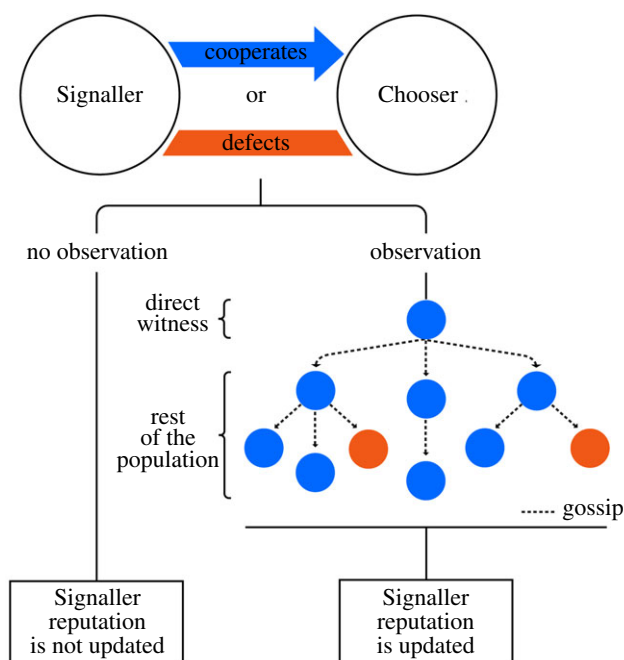 cooperates
Signaller
or
Chooser
defects
no observation
observation
direct
witness
rest
of the
population
gossip
Signaller
reputation
is not updated
Signaller
reputation
is updated